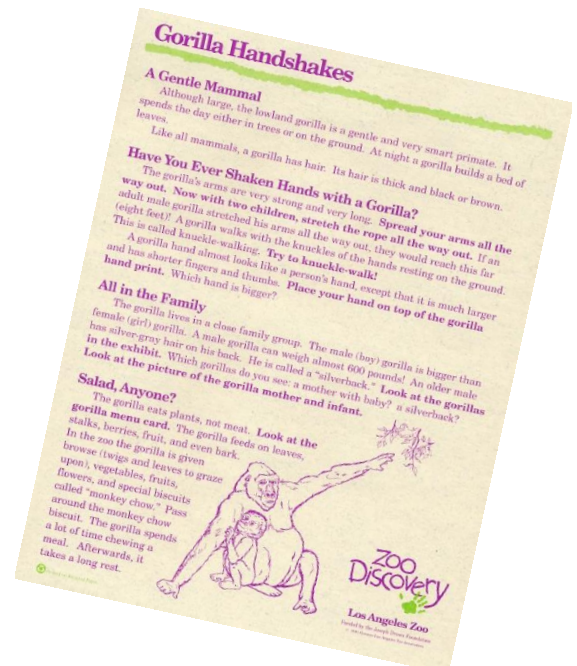 Gorilla Handshakes
A Gentle Mammal
Although large, the lowland gorilla is a gentle and very smart primate. It
spends the day either in trees or on the ground. At night a gorilla builds a bed of
leaves.
Like all mammals, a gorilla has hair. Its hair is thick and black or brown.
Have You Ever Shaken Hands with a Gorilla?
The gorilla's arms are very strong and very long. Spread your arms all the
way out. Now with two children, stretch the rope all the way out. If an
adult male gorilla stretched his arms all the way out, they would reach this far
(eight feet)! A gorilla walks with the knuckles of the hands resting on the ground.
This is called knuckle-walking. Try to knuckle-walk!
A gorilla hand almost looks like a person's hand, except that it is much larger
and has shorter fingers and thumbs. Place your hand on top of the gorilla
hand print. Which hand is bigger?
All in the Family
The gorilla lives in a close family group. The male (boy) gorilla is bigger than
female (girl) gorilla. A male gorilla can weigh almost 600 pounds! An older male
has silver-gray hair on his back. He is called a "silverback." Look at the gorillas
in the exhibit. Which gorillas do you see: a mother with baby? a silverback?
Look at the picture of the gorilla mother and infant.
Salad, Anyone?
The gorilla eats plants, not meat. Look at the
gorilla menu card. The gorilla feeds on leaves,
stalks, berries, fruit, and even bark.
In the zoo the gorilla is given
browse (twigs and leaves to graze
upon), vegetables, fruits,
flowers, and special biscuits
called "monkey chow." Pass
around the monkey chow
biscuit. The gorilla spends
a lot of time chewing a
meal. Afterwards, it
takes a long rest.
ZOO
DISCOVERY
Los Angeles Zoo